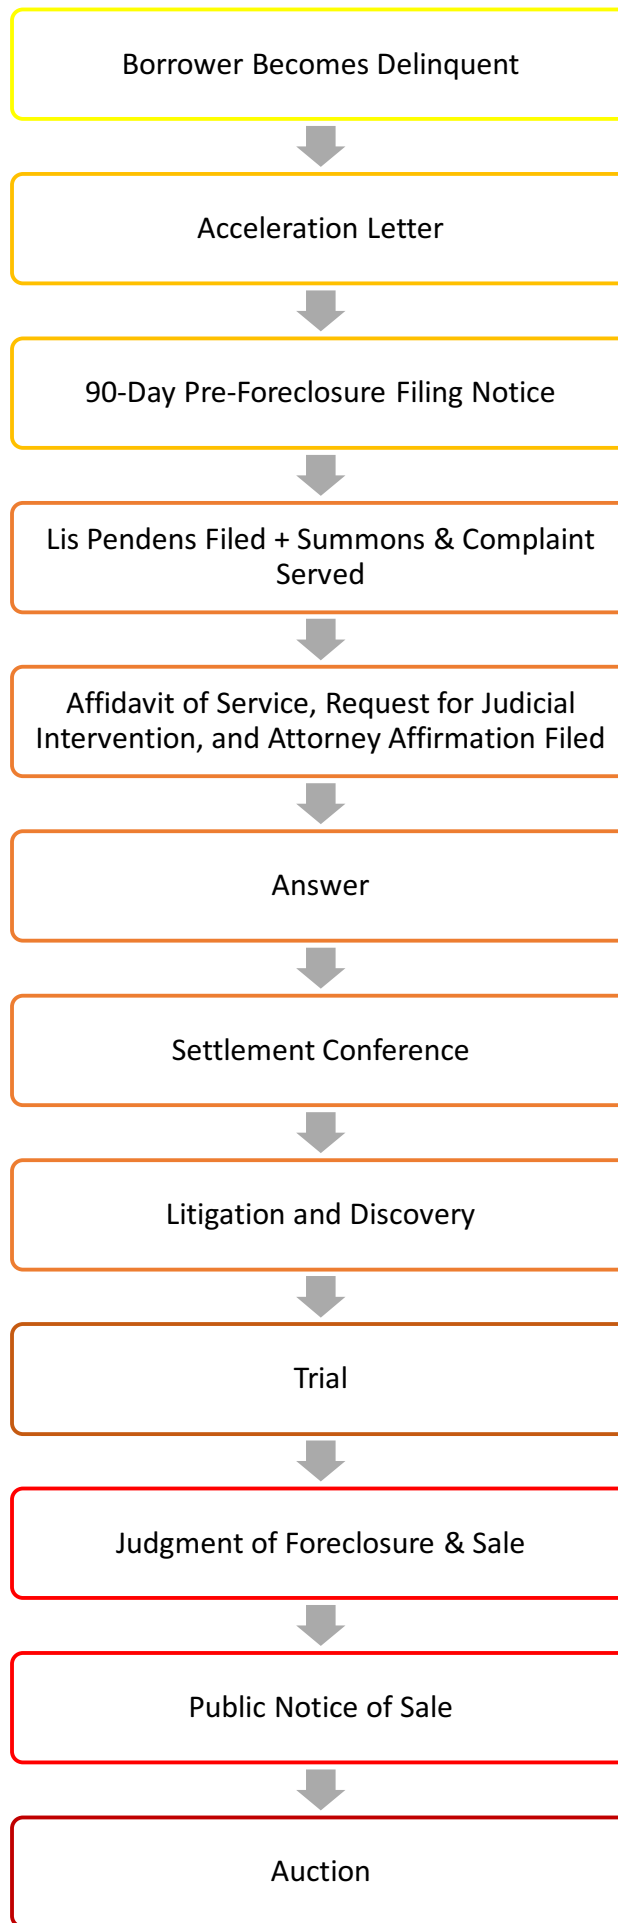 Borrower Becomes Delinquent
Acceleration Letter
90-Day Pre-Foreclosure Filing Notice
Lis Pendens Filed + Summons & Complaint
Served
Affidavit of Service, Request for Judicial
Intervention, and Attorney Affirmation Filed
Answer
Settlement Conference
Litigation and Discovery
Trial
Judgment of Foreclosure & Sale
Public Notice of Sale
Auction